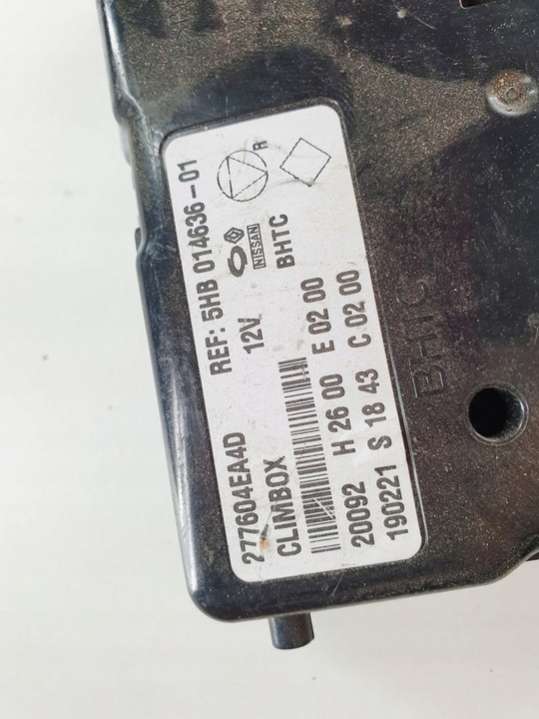 277604EA4D REF: 5HB 014636-01 R
CLIMBOX 12V NISSAN
BHTC
20092 H 26 00 E 02 00
190221 S 18 43 C 02 00
BHTC